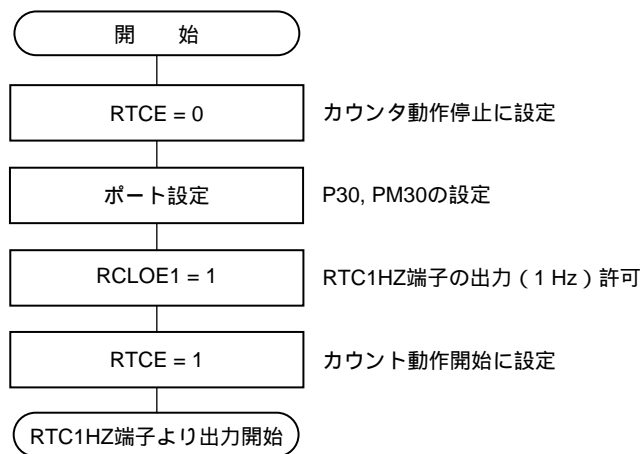 開　　始
RTCE = 0　カウンタ動作停止に設定
ポート設定　P30, PM30の設定
RCLOE1 = 1　RTC1HZ端子の出力（1 Hz）許可
RTCE = 1　カウント動作開始に設定
RTC1HZ端子より出力開始